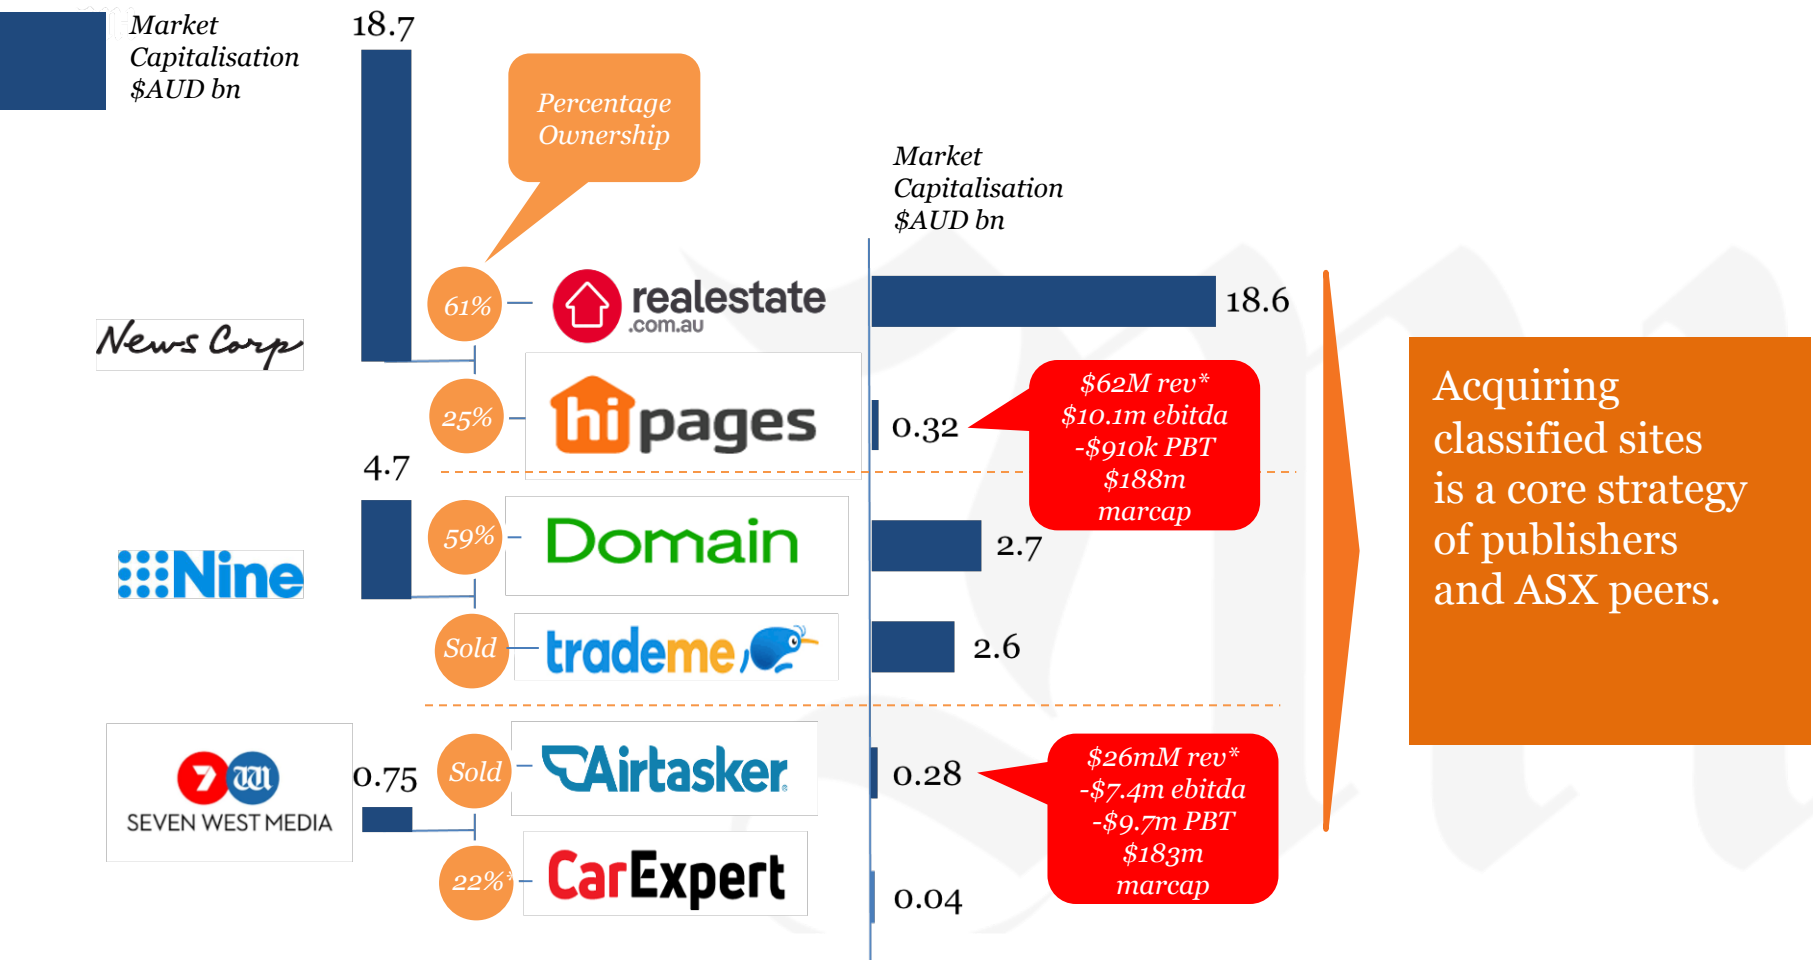 Market
Capitalisation
$AUD bn
18.7
Percentage
Ownership
Market
Capitalisation
$AUD bn
News Corp
61%
realestate
.com.au
18.6
25%
hipages
0.32
$62M rev*
$10.1m ebitda
-$910k PBT
$188m
marcap
4.7
Nine
59%
Domain
2.7
Sold
trademe
2.6
7
SEVEN WEST MEDIA
0.75
Sold
Airtasker
0.28
$26mM rev*
-$7.4m ebitda
-$9.7m PBT
$183m
marcap
22%*
CarExpert
0.04
Acquiring
classified sites
is a core strategy
of publishers
and ASX peers.